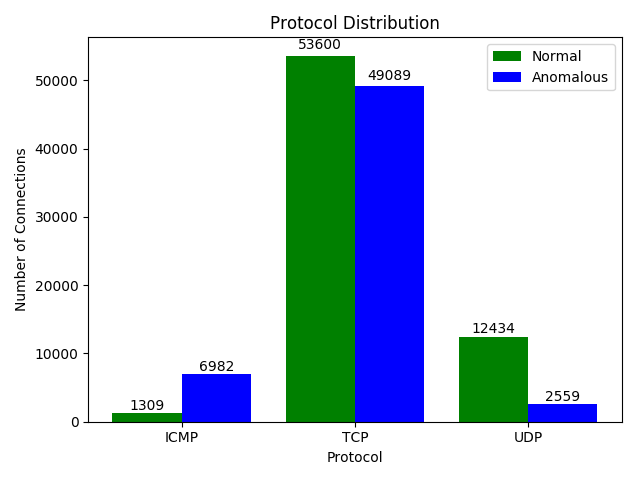 Protocol Distribution
Normal
Anomalous
Number of Connections
50000
40000
30000
20000
10000
0
1309
6982
53600
49089
12434
2559
ICMP
TCP
UDP
Protocol